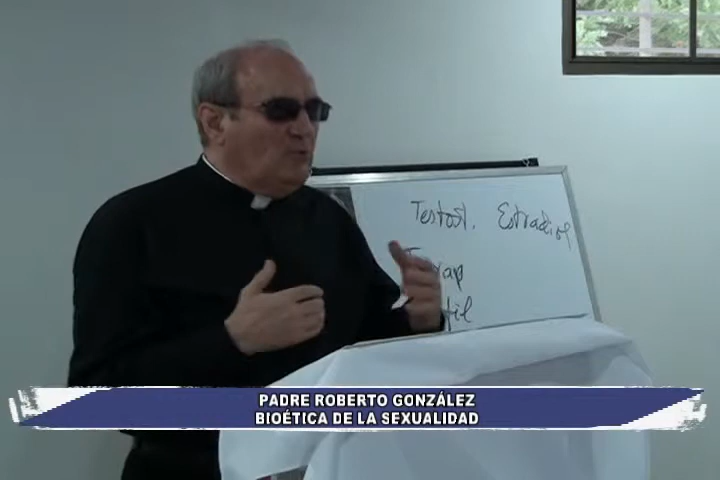 Testost. Estradiol
PADRE ROBERTO GONZÁLEZ
BIOÉTICA DE LA SEXUALIDAD